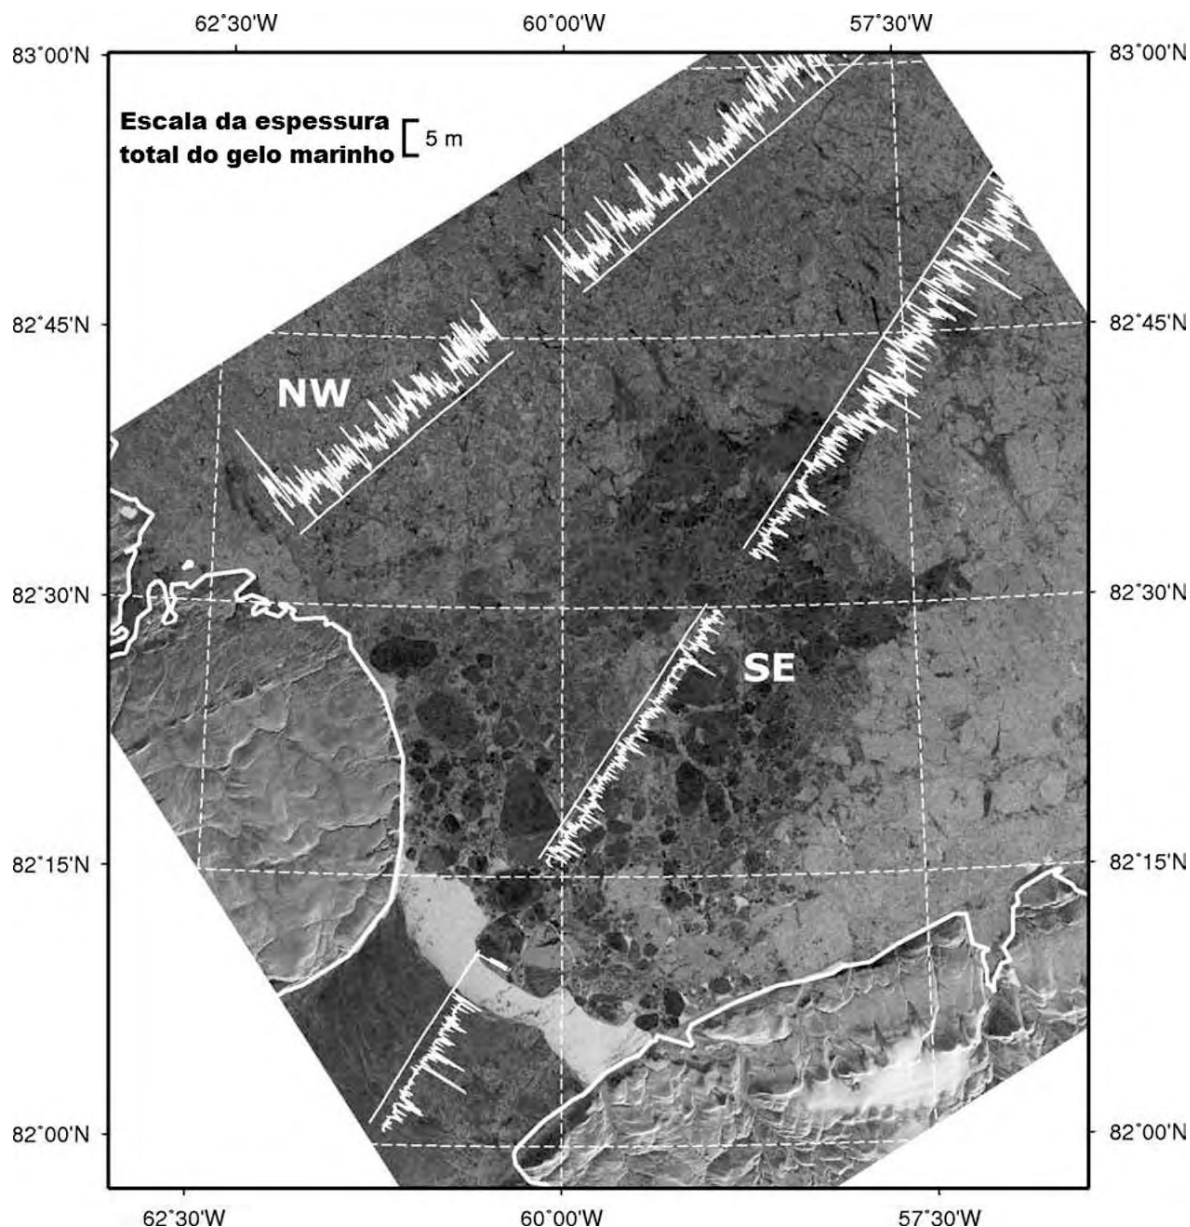 62°30'W 60°00'W 57°30'W
83°00'N 83°00'N
Escala da espessura
total do gelo marinho 5 m
82°45'N 82°45'N
NW
82°30'N 82°30'N
SE
82°15'N 82°15'N
82°00'N 82°00'N
62°30'W 60°00'W 57°30'W